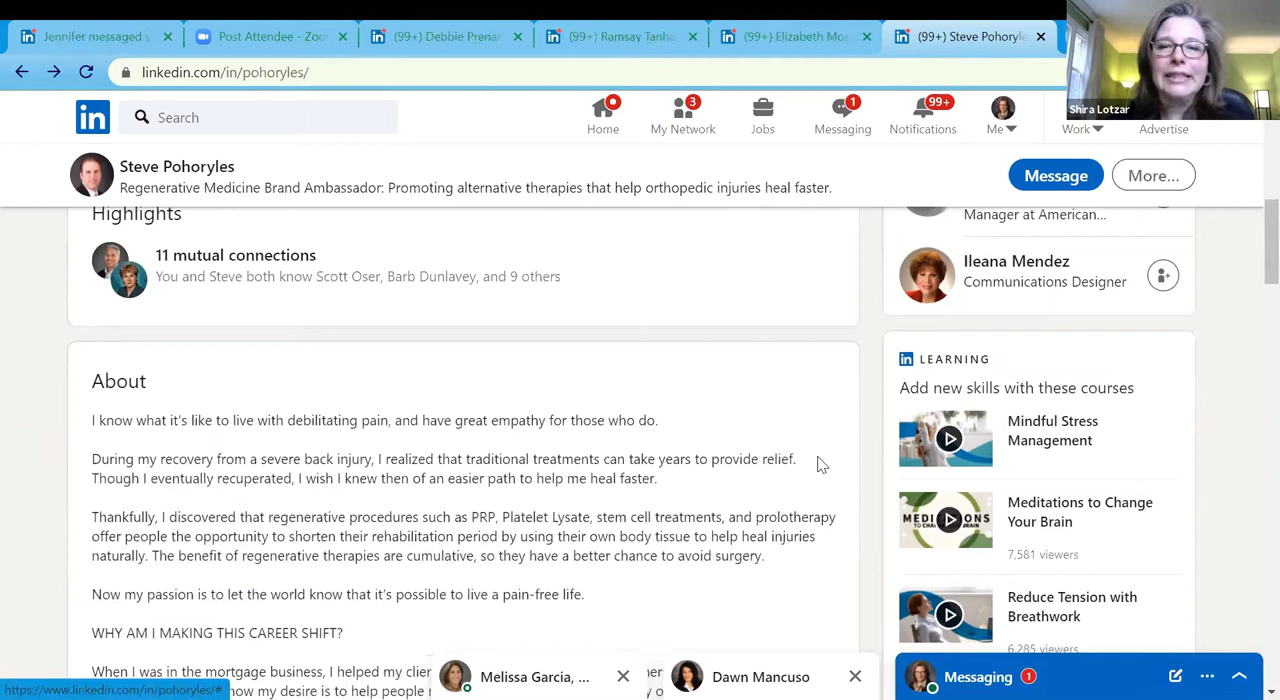 Jennifer messaged y
Post Attendee - Zoo
(99+) Debbie Prenar
(99+) Ramsay Tanh
(99+) Elizabeth Mo
(99+) Steve Pohoryle
linkedin.com/in/pohoryles/
Shira Lotzar
in
Search
Home
3
My Network
Jobs
1
Messaging
99+
Notifications
Me
Work
Advertise
Steve Pohoryles
Regenerative Medicine Brand Ambassador: Promoting alternative therapies that help orthopedic injuries heal faster.
Message
More...
Highlights
11 mutual connections
You and Steve both know Scott Oser, Barb Dunlavey, and 9 others
About
I know what it's like to live with debilitating pain, and have great empathy for those who do.
During my recovery from a severe back injury, I realized that traditional treatments can take years to provide relief.
Though I eventually recuperated, I wish I knew then of an easier path to help me heal faster.
Thankfully, I discovered that regenerative procedures such as PRP, Platelet Lysate, stem cell treatments, and prolotherapy
offer people the opportunity to shorten their rehabilitation period by using their own body tissue to help heal injuries
naturally. The benefit of regenerative therapies are cumulative, so they have a better chance to avoid surgery.
Now my passion is to let the world know that it's possible to live a pain-free life.
WHY AM I MAKING THIS CAREER SHIFT?
When I was in the mortgage business, I helped my clie
now my desire is to help people
https://www.linkedin.com/in/pohoryles/#
Manager at American...
Ileana Mendez
Communications Designer
in LEARNING
Add new skills with these courses
Mindful Stress
Management
MEDITATIONS
Meditations to Change
Your Brain
7,581 viewers
Reduce Tension with
Breathwork
6,285 viewers
Melissa Garcia, ...
Dawn Mancuso
Messaging 1